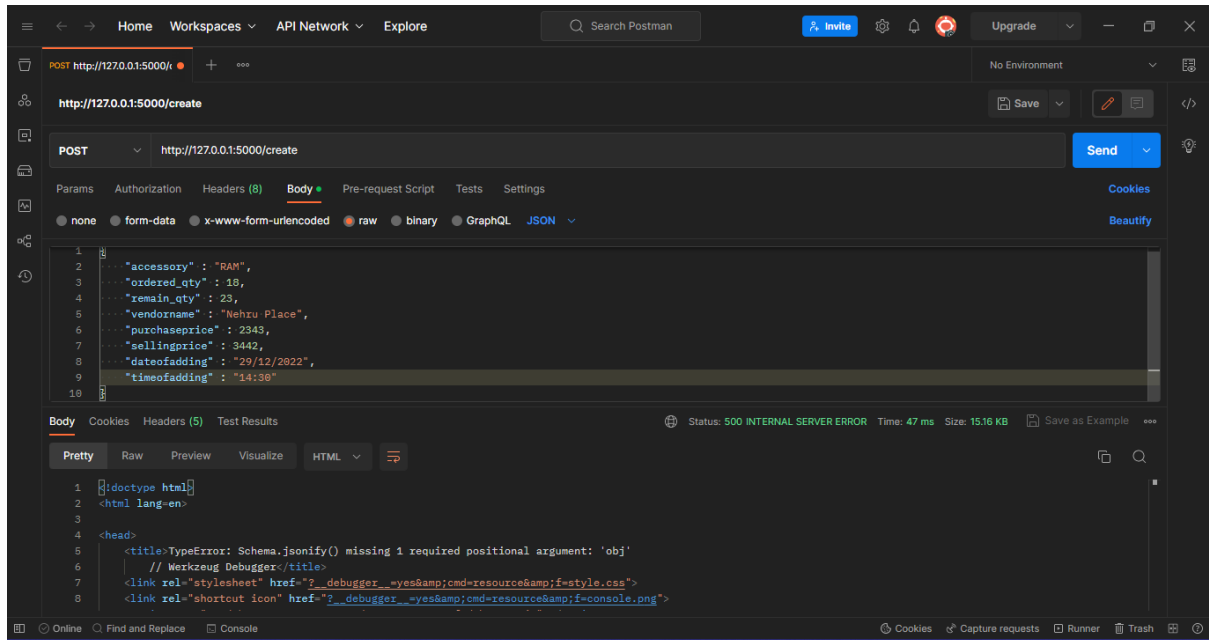 Home Workspaces API Network Explore Search Postman Invite Upgrade
POST http://127.0.0.1:5000/c No Environment
http://127.0.0.1:5000/create Save
POST http://127.0.0.1:5000/create Send
Params Authorization Headers (8) Body Pre-request Script Tests Settings Cookies
none form-data x-www-form-urlencoded raw binary GraphQL JSON Beautify
1 {
2 "accessory" : "RAM",
3 "ordered_qty" : 18,
4 "remain_qty" : 23,
5 "vendorname" : "Nehru Place",
6 "purchaseprice" : 2343,
7 "sellingprice" : 3442,
8 "dateofadding" : "29/12/2022",
9 "timeofadding" : "14:30"
10 }
Body Cookies Headers (5) Test Results Status: 500 INTERNAL SERVER ERROR Time: 47 ms Size: 15.16 KB Save as Example
Pretty Raw Preview Visualize HTML
1 <!doctype html>
2 <html lang=en>
3
4 <head>
5 <title>TypeError: Schema.jsonify() missing 1 required positional argument: 'obj'
6 // Werkzeug Debugger</title>
7 <link rel="stylesheet" href="?__debugger__=yes&amp;cmd=resource&amp;f=style.css">
8 <link rel="shortcut icon" href="?__debugger__=yes&amp;cmd=resource&amp;f=console.png">
Online Find and Replace Console Cookies Capture requests Runner Trash